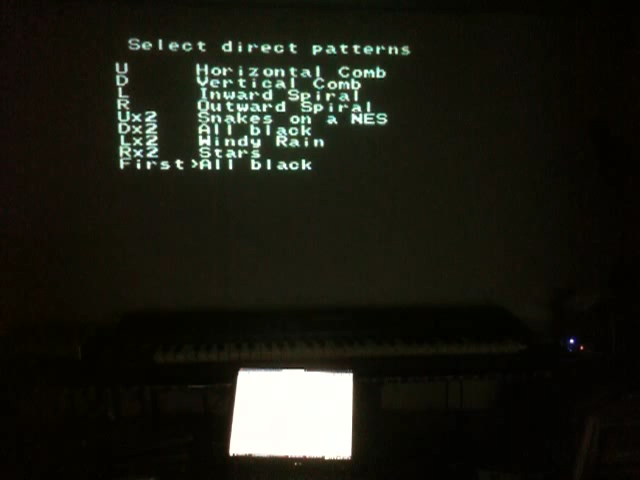 Select direct patterns
U Horizontal Comb
D Vertical Comb
L Inward Spiral
R Outward Spiral
Ux2 Snakes on a NES
Dx2 All black
Lx2 Windy Rain
Rx2 Stars
First>All black